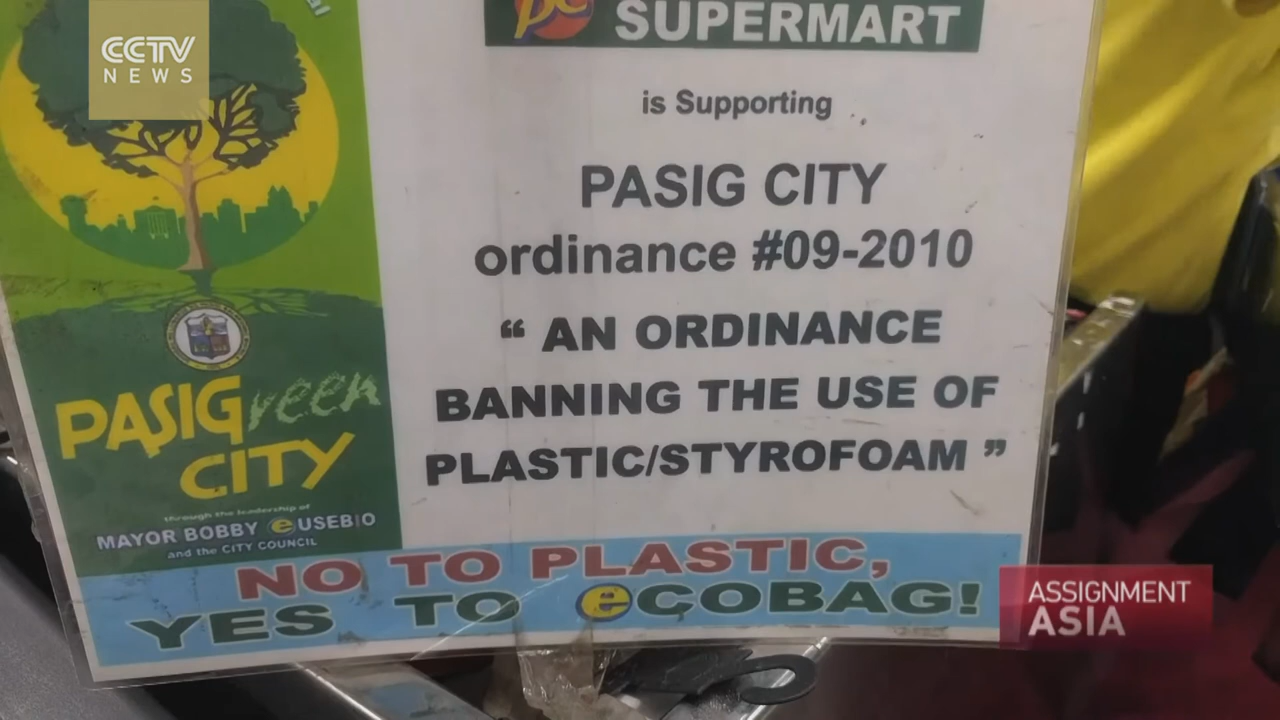 CCTV
NEWS
SUPERMART
is Supporting
PASIG CITY
ordinance #09-2010
“ AN ORDINANCE
BANNING THE USE OF
PLASTIC/STYROFOAM ”
PASIGreen
CITY
through the leadership of
MAYOR BOBBY eUSEBIO
and the CITY COUNCIL
NO TO PLASTIC,
YES TO eCOBAG!
ASSIGNMENT
ASIA